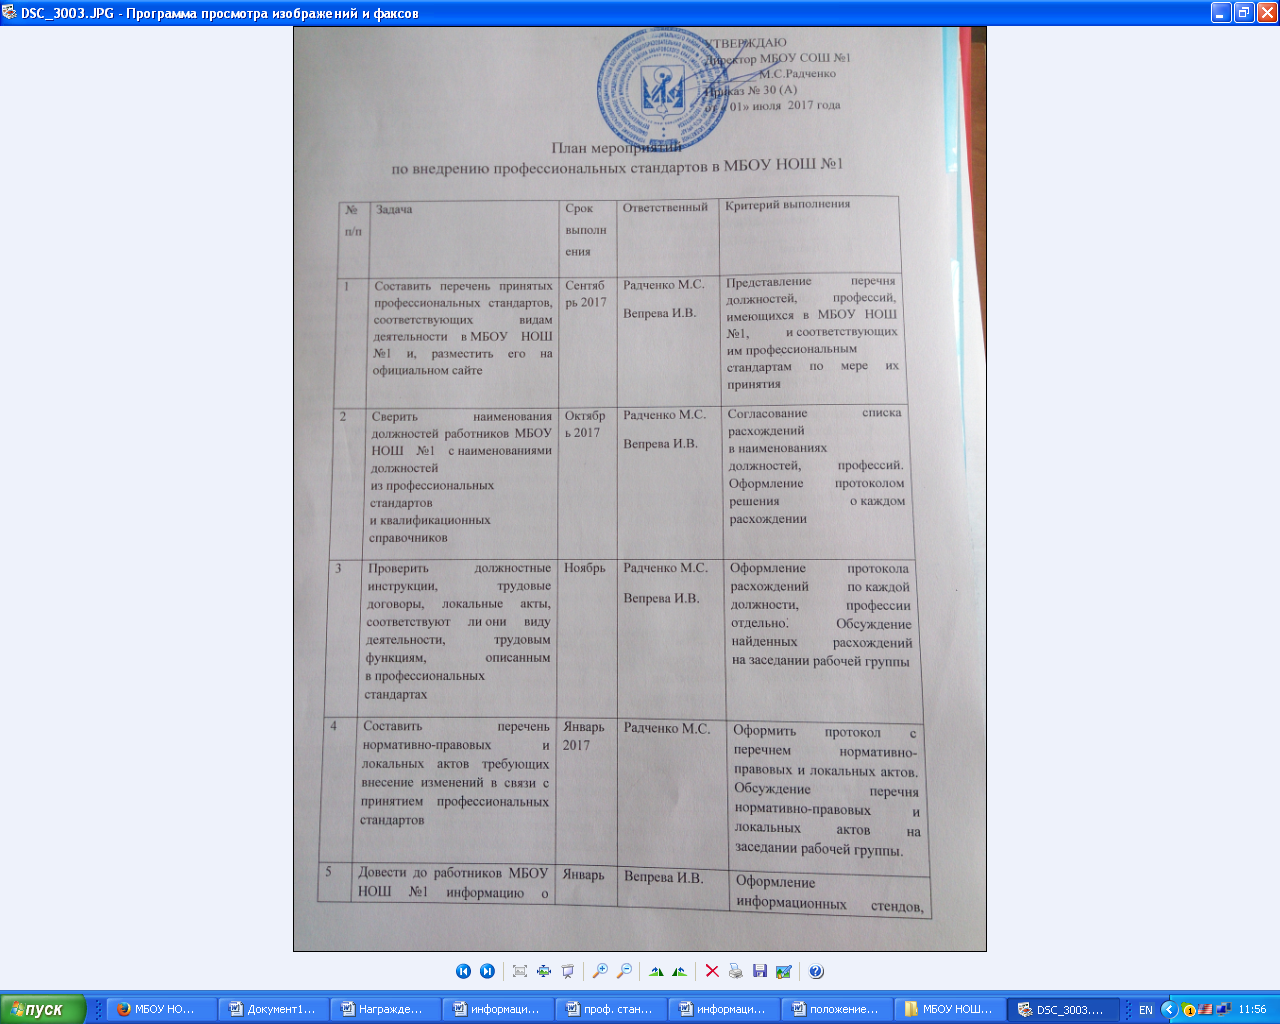 DSC_3003.JPG - Программа просмотра изображений и факсов
УТВЕРЖДАЮ
Директор МБОУ СОШ №1
М.С.Радченко
Приказ № 30 (А)
от « 01» июля 2017 года
План мероприятий
по внедрению профессиональных стандартов в МБОУ НОШ №1
№
п/п
Задача
Срок
выполн
ения
Ответственный
Критерий выполнения
1
Составить перечень принятых
профессиональных стандартов,
соответствующих видам
деятельности в МБОУ НОШ
№1 и, разместить его на
официальном сайте
Сентяб
рь 2017
Радченко М.С.
Вепрева И.В.
Представление перечня
должностей, профессий,
имеющихся в МБОУ НОШ
№1, и соответствующих
им профессиональным
стандартам по мере их
принятия
2
Сверить наименования
должностей работников МБОУ
НОШ №1 с наименованиями
должностей
из профессиональных
стандартов
и квалификационных
справочников
Октябр
ь 2017
Радченко М.С.
Вепрева И.В.
Согласование списка
расхождений
в наименованиях
должностей, профессий.
Оформление протоколом
решения о каждом
расхождении
3
Проверить должностные
инструкции, трудовые
договоры, локальные акты,
соответствуют ли они виду
деятельности, трудовым
функциям, описанным
в профессиональных
стандартах
Ноябрь
Радченко М.С.
Вепрева И.В.
Оформление протокола
расхождений по каждой
должности, профессии
отдельно. Обсуждение
найденных расхождений
на заседании рабочей группы
4
Составить перечень
нормативно-правовых и
локальных актов требующих
внесение изменений в связи с
принятием профессиональных
стандартов
Январь
2017
Радченко М.С.
Оформить протокол с
перечнем нормативно-
правовых и локальных актов.
Обсуждение перечня
нормативно-правовых и
локальных актов на
заседании рабочей группы.
5
Довести до работников МБОУ
НОШ №1 информацию о
Январь
Вепрева И.В.
Оформление
информационных стендов,
пуск
МБОУ НО...
Документ1...
Награжде...
информаци...
проф. стан...
информаци...
положение...
МБОУ НОШ...
DSC_3003....
EN
11:56